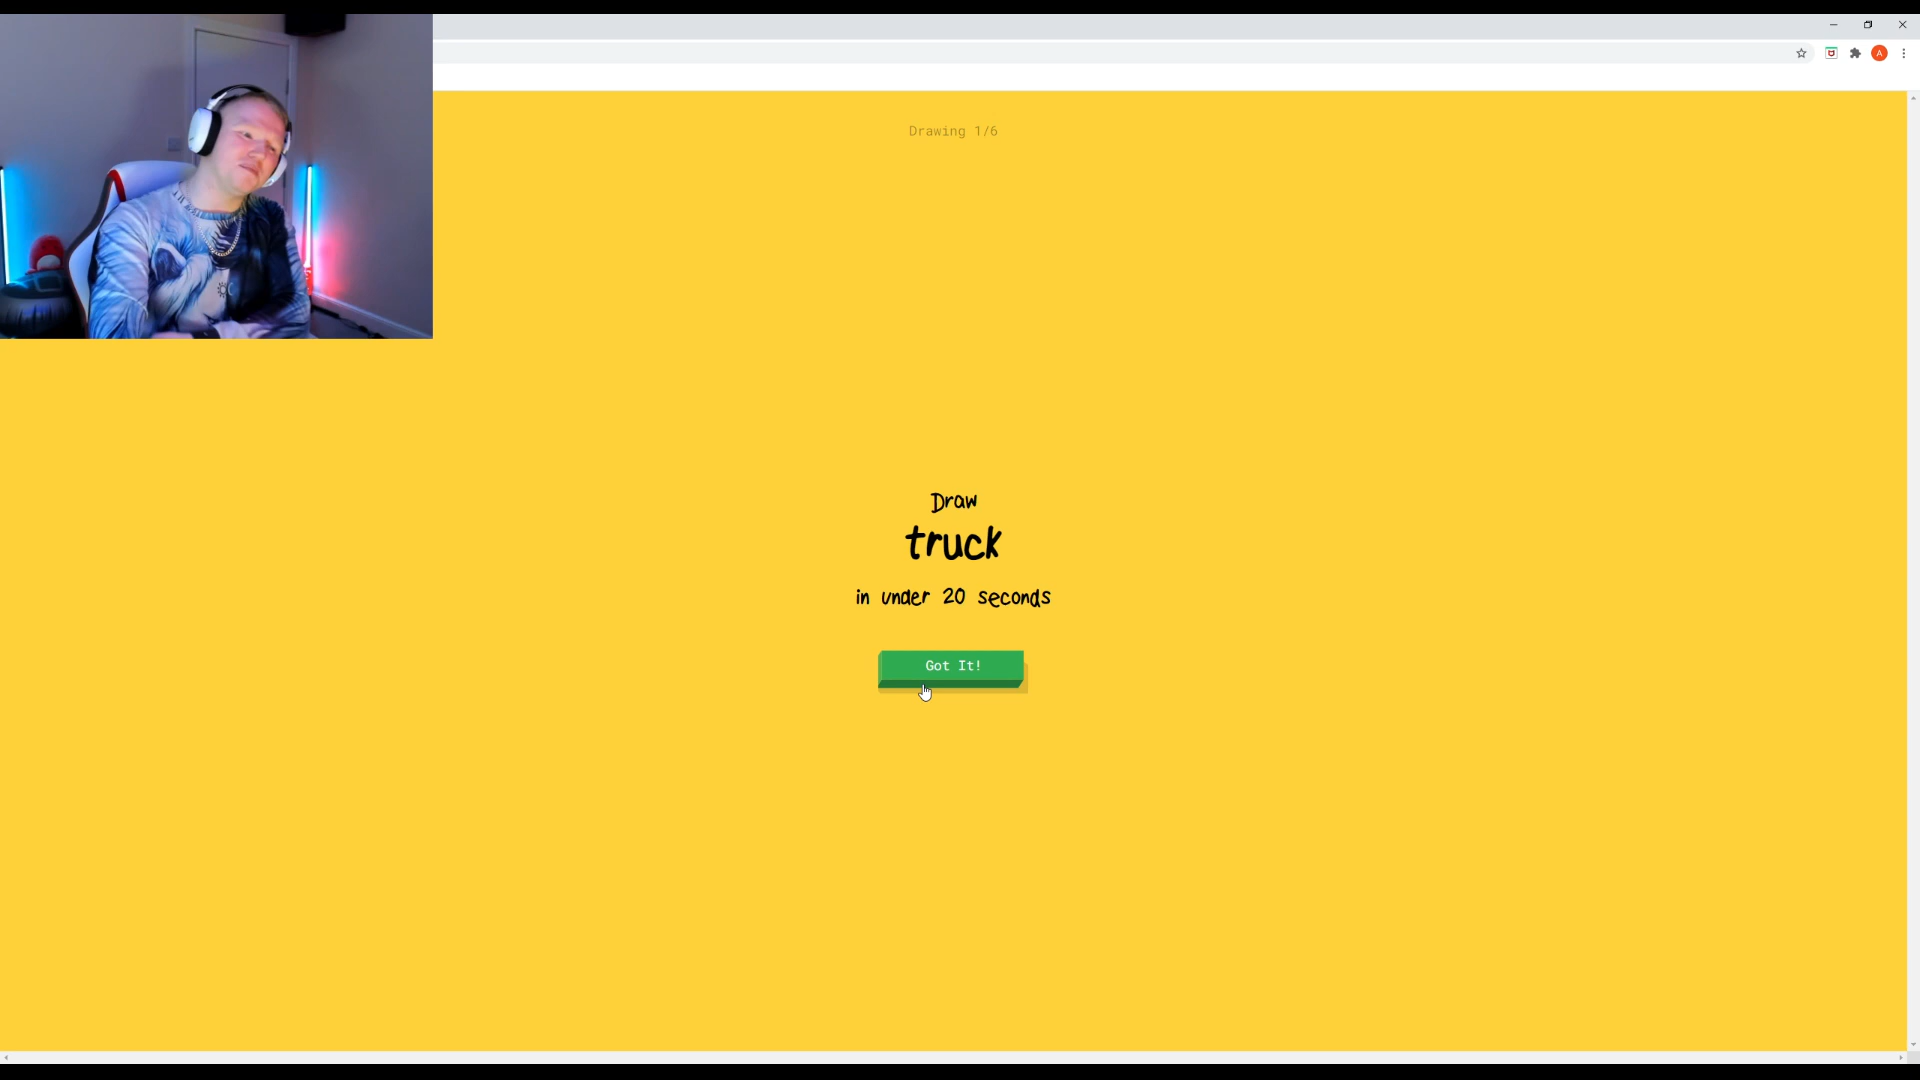 A
Drawing 1/6
Draw
truck
in under 20 seconds
Got It!